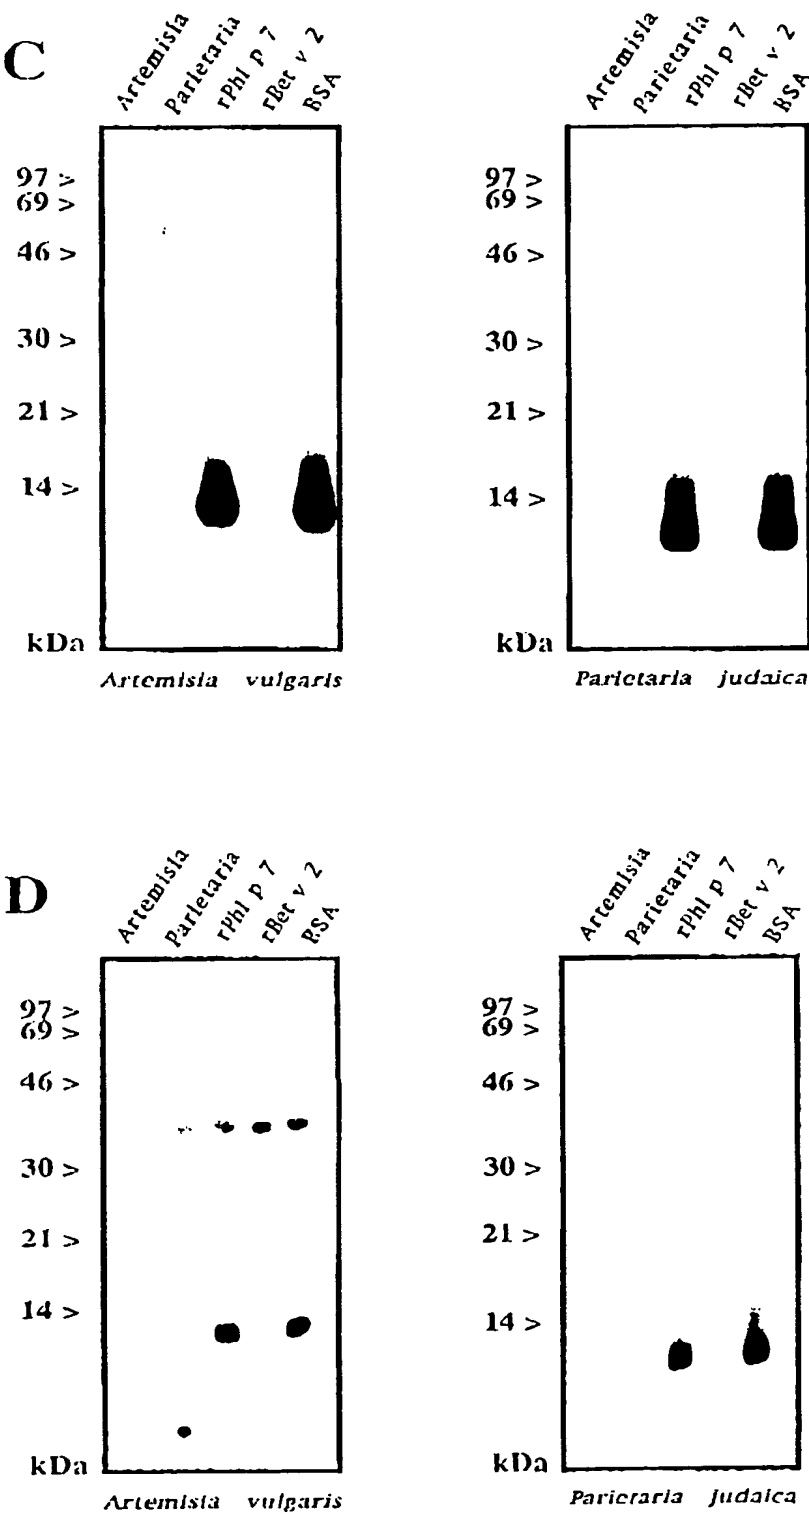 C
Artemisia Parietaria rPhl p 7 rBet v 2 BSA
97 >
69 >
46 >
30 >
21 >
14 >
kDa
Artemisia vulgaris
Artemisia Parietaria rPhl p 7 rBet v 2 BSA
97 >
69 >
46 >
30 >
21 >
14 >
kDa
Parietaria judaica
D
Artemisia Parietaria rPhl p 7 rBet v 2 BSA
97 >
69 >
46 >
30 >
21 >
14 >
kDa
Artemisia vulgaris
Artemisia Parietaria rPhl p 7 rBet v 2 BSA
97 >
69 >
46 >
30 >
21 >
14 >
kDa
Parietaria judaica